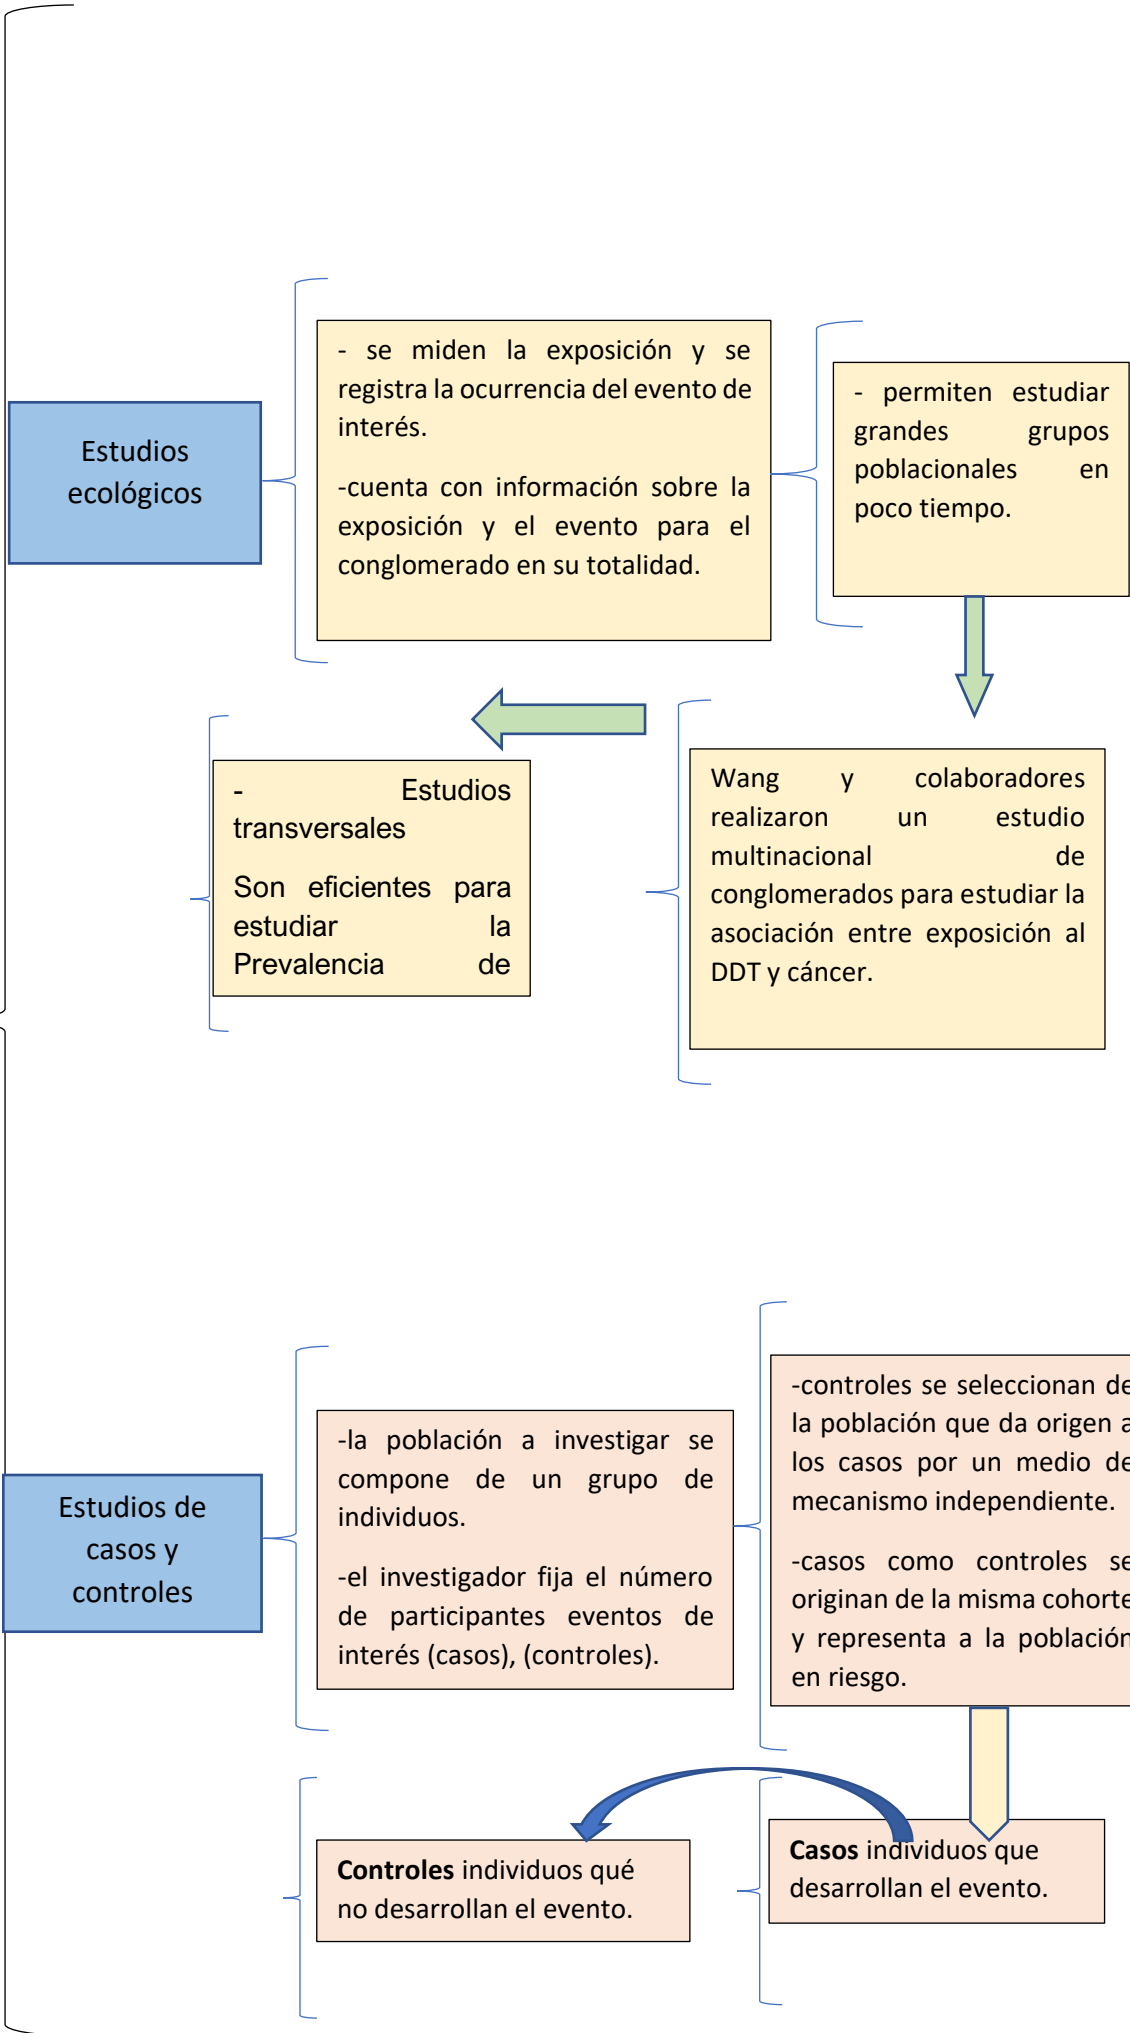 Estudios
ecológicos
- se miden la exposición y se
registra la ocurrencia del evento de
interés.
-cuenta con información sobre la
exposición y el evento para el
conglomerado en su totalidad.
- permiten estudiar
grandes grupos
poblacionales en
poco tiempo.
- Estudios
transversales
Son eficientes para
estudiar la
Prevalencia de
Wang y colaboradores
realizaron un estudio
multinacional de
conglomerados para estudiar la
asociación entre exposición al
DDT y cáncer.
Estudios de
casos y
controles
-la población a investigar se
compone de un grupo de
individuos.
-el investigador fija el número
de participantes eventos de
interés (casos), (controles).
-controles se seleccionan de
la población que da origen a
los casos por un medio de
mecanismo independiente.
-casos como controles se
originan de la misma cohorte
y representa a la población
en riesgo.
Controles individuos qué
no desarrollan el evento.
Casos individuos que
desarrollan el evento.